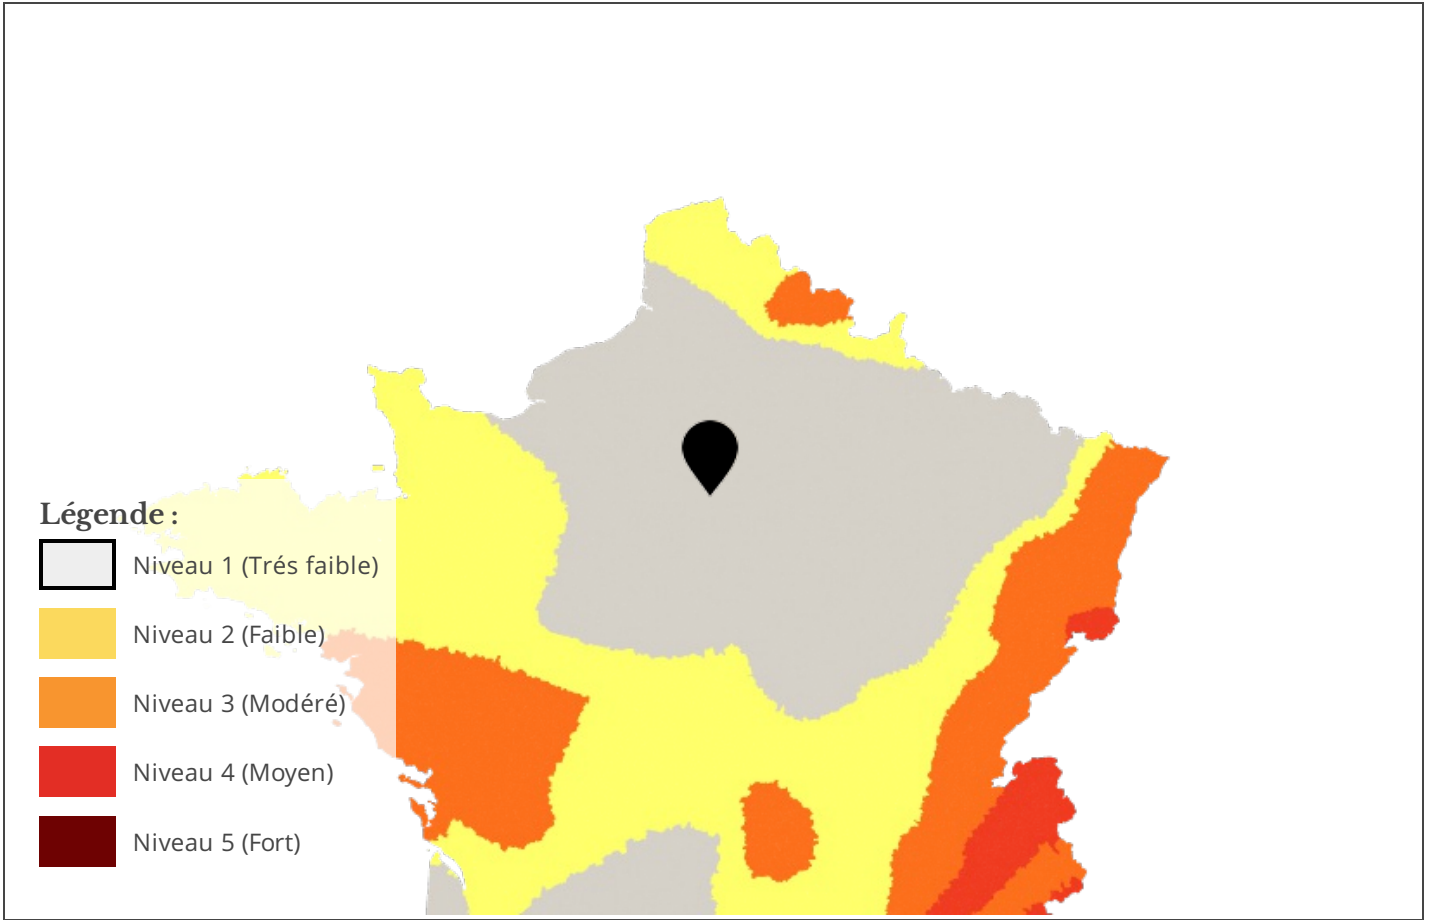 Légende :
Niveau 1 (Trés faible)
Niveau 2 (Faible)
Niveau 3 (Modéré)
Niveau 4 (Moyen)
Niveau 5 (Fort)